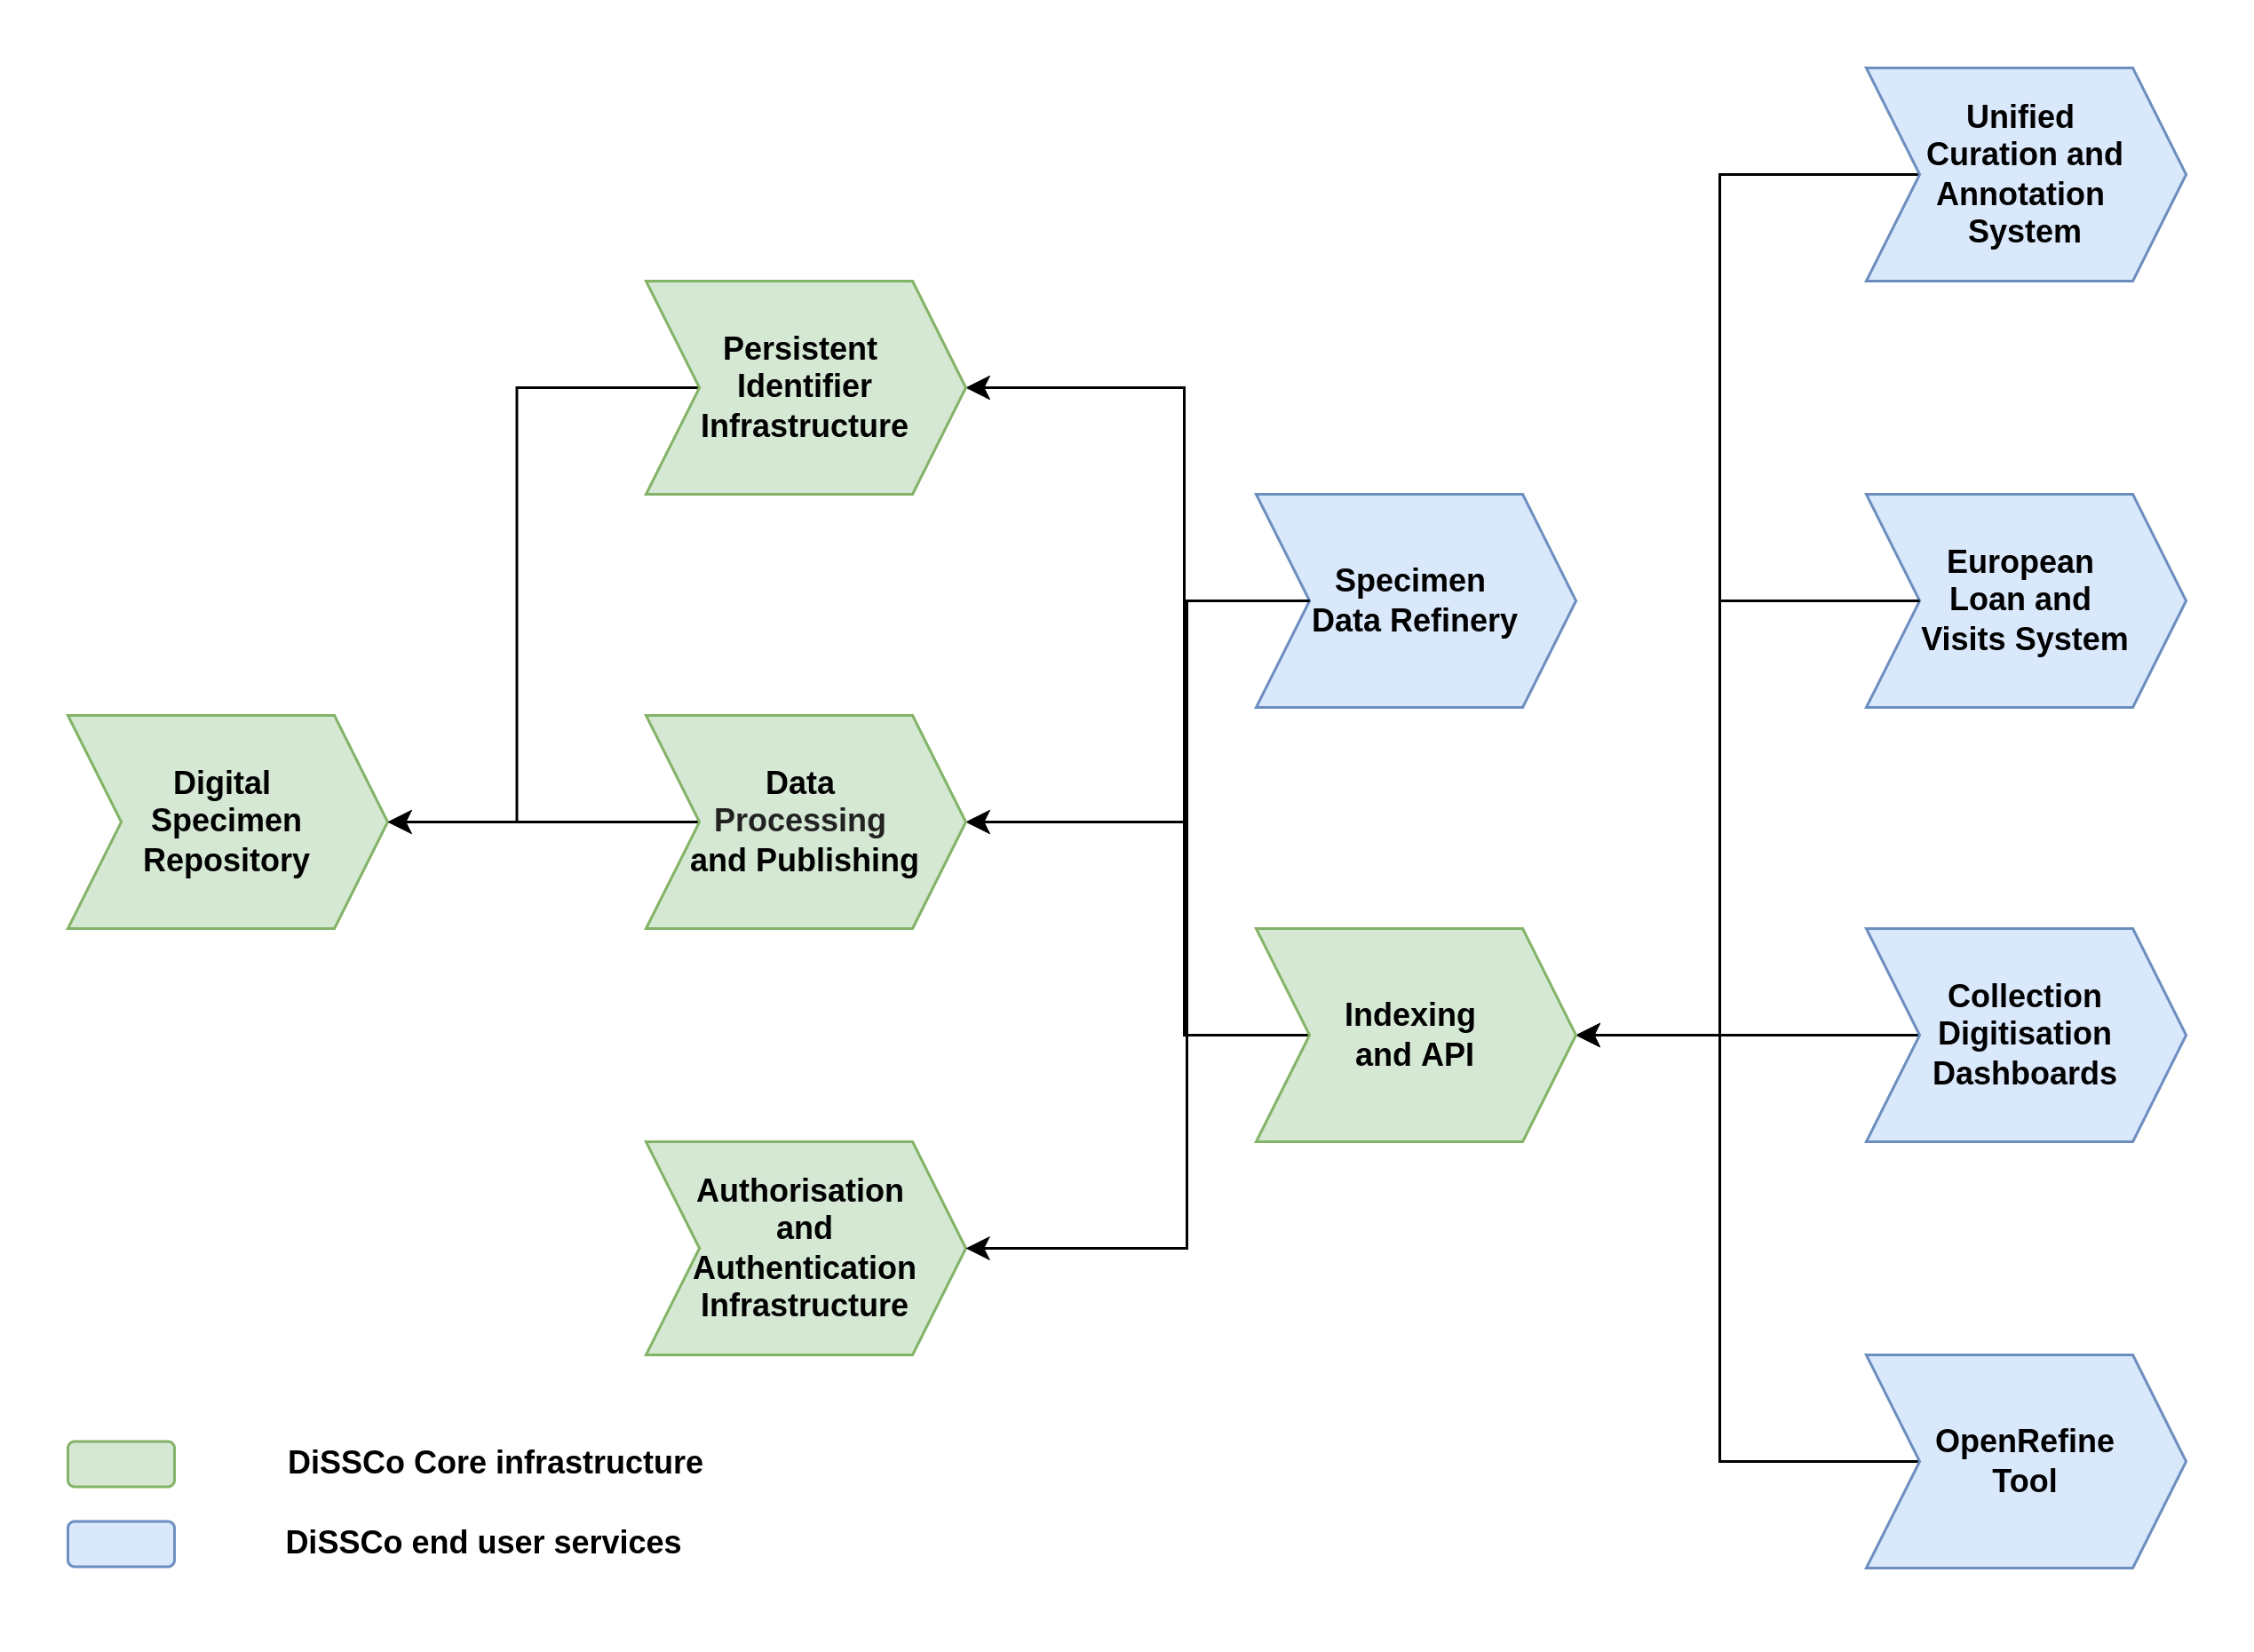 Unified
Curation and
Annotation
System
Persistent
Identifier
Infrastructure
Specimen
Data Refinery
European
Loan and
Visits System
Digital
Specimen
Repository
Data
Processing
and Publishing
Indexing
and API
Collection
Digitisation
Dashboards
Authorisation
and
Authentication
Infrastructure
OpenRefine
Tool
DiSSCo Core infrastructure
DiSSCo end user services